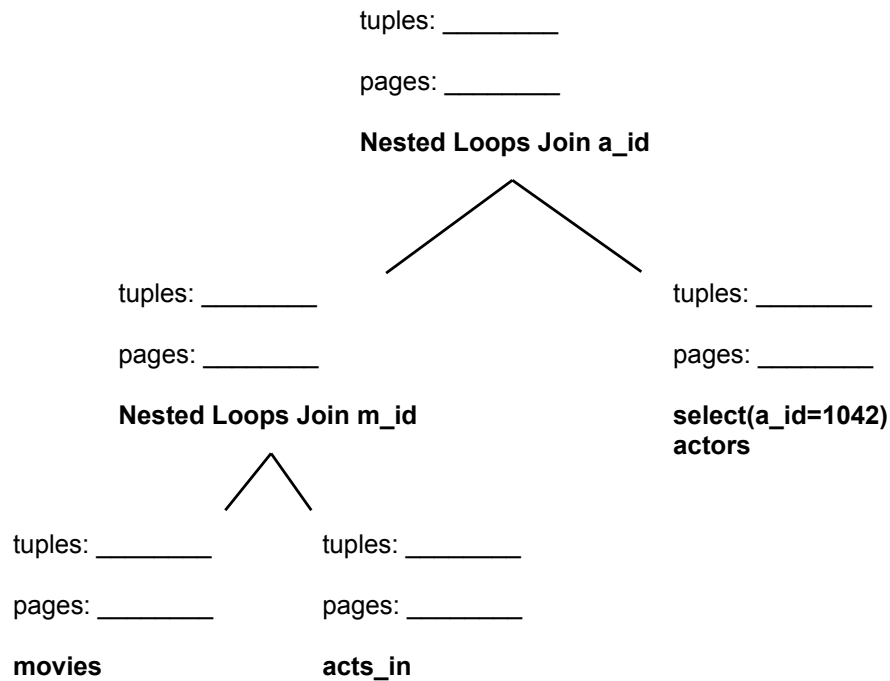 tuples: ________
pages: ________
Nested Loops Join a_id
tuples: ________
pages: ________
Nested Loops Join m_id
tuples: ________
pages: ________
select(a_id=1042)
actors
tuples: ________
pages: ________
movies
tuples: ________
pages: ________
acts_in